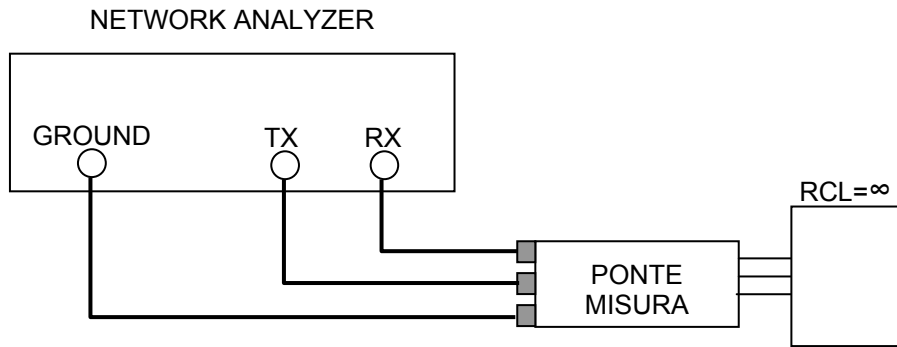 NETWORK ANALYZER
GROUND
TX
RX
RCL=∞
PONTE
MISURA